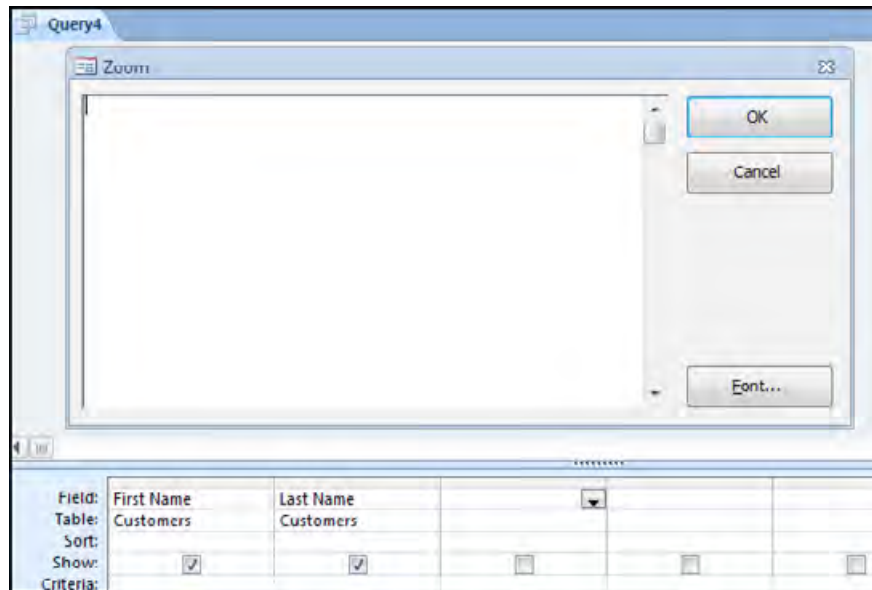 Query4
Zoom
OK
Cancel
Font...
Field: First Name Last Name
Table: Customers Customers
Sort:
Show:
Criteria: